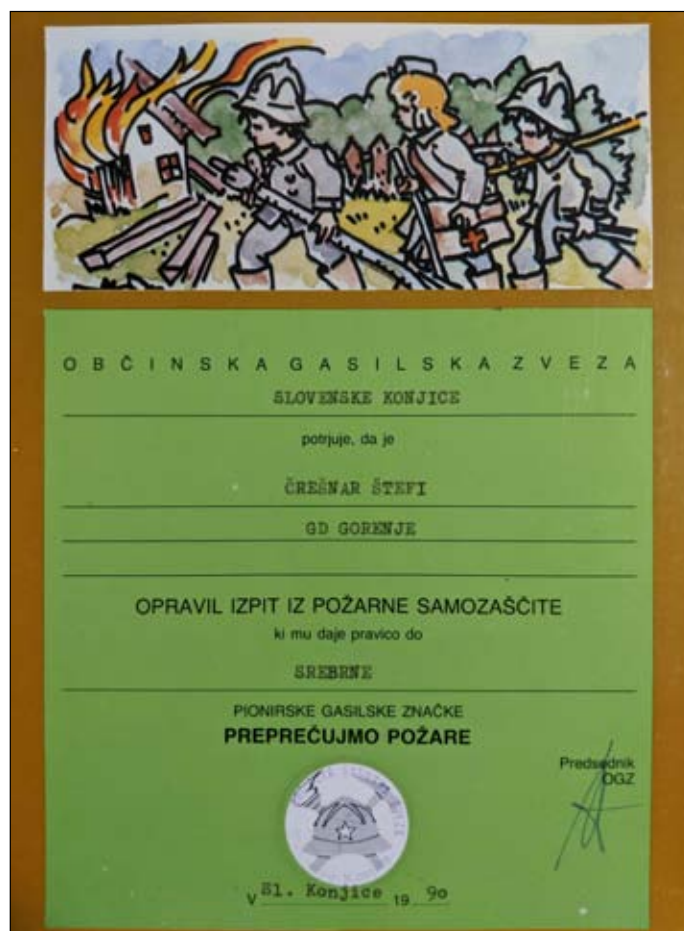 OBČINSKA GASILSKA ZVEZA
SLOVENSKE KONJICE
potrjuje, da je
ČREŠNAR ŠTEFI
GD GORENJE
OPRAVIL IZPIT IZ POŽARNE SAMOZAŠČITE
ki mu daje pravico do
SREBRNE
PIONIRSKE GASILSKE ZNAČKE
PREPREČUJMO POŽARE
Predsednik
OGZ
V Sl. Konjice 19 90